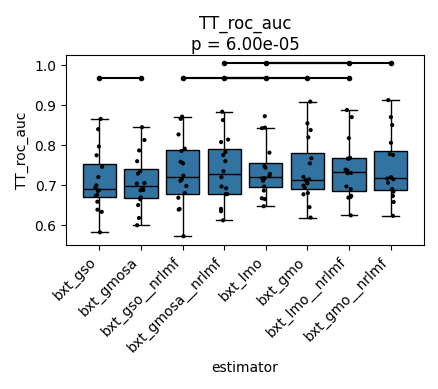 TT_roc_auc
p = 6.00e-05
TT_roc_auc
1.0
0.9
0.8
0.7
0.6
bxt_gso
bxt_gmosa
bxt_gso__nrlmf
bxt_gmosa__nrlmf
bxt_lmo
bxt_gmo
bxt_lmo__nrlmf
bxt_gmo__nrlmf
estimator